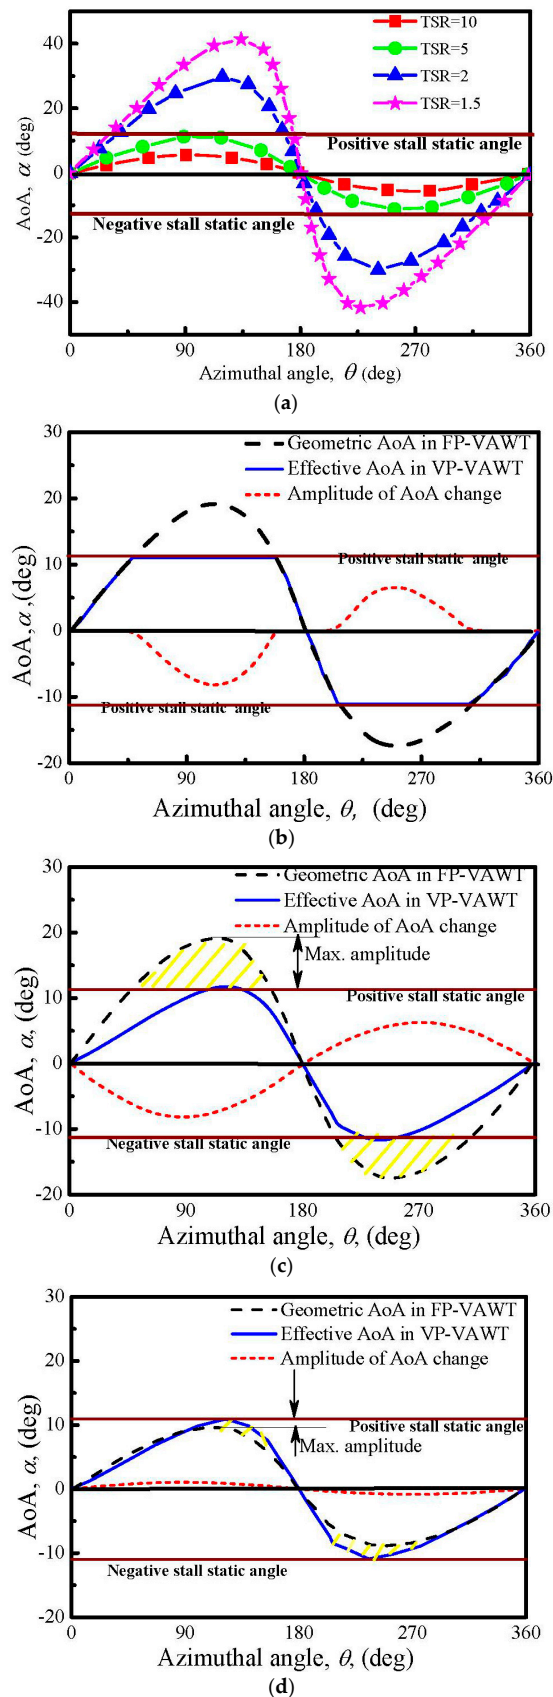 40
20
0
-20
-40
AoA, α (deg)
TSR=10
TSR=5
TSR=2
TSR=1.5
Positive stall static angle
Negative stall static angle
0 90 180 270 360
Azimuthal angle, θ (deg)
(a)
30
20
10
0
-10
-20
AoA,α,(deg)
Geometric AoA in FP-VAWT
Effective AoA in VP-VAWT
Amplitude of AoA change
Positive stall static angle
Positive stall static angle
0 90 180 270 360
Azimuthal angle, θ, (deg)
(b)
30
20
10
0
-10
-20
AoA, α, (deg)
Geometric AoA in FP-VAWT
Effective AoA in VP-VAWT
Amplitude of AoA change
Max. amplitude
Positive stall static angle
Negative stall static angle
0 90 180 270 360
Azimuthal angle, θ, (deg)
(c)
30
20
10
0
-10
-20
AoA, α, (deg)
Geometric AoA in FP-VAWT
Effective AoA in VP-VAWT
Amplitude of AoA change
Positive stall static angle
Max. amplitude
Negative stall static angle
0 90 180 270 360
Azimuthal angle, θ, (deg)
(d)